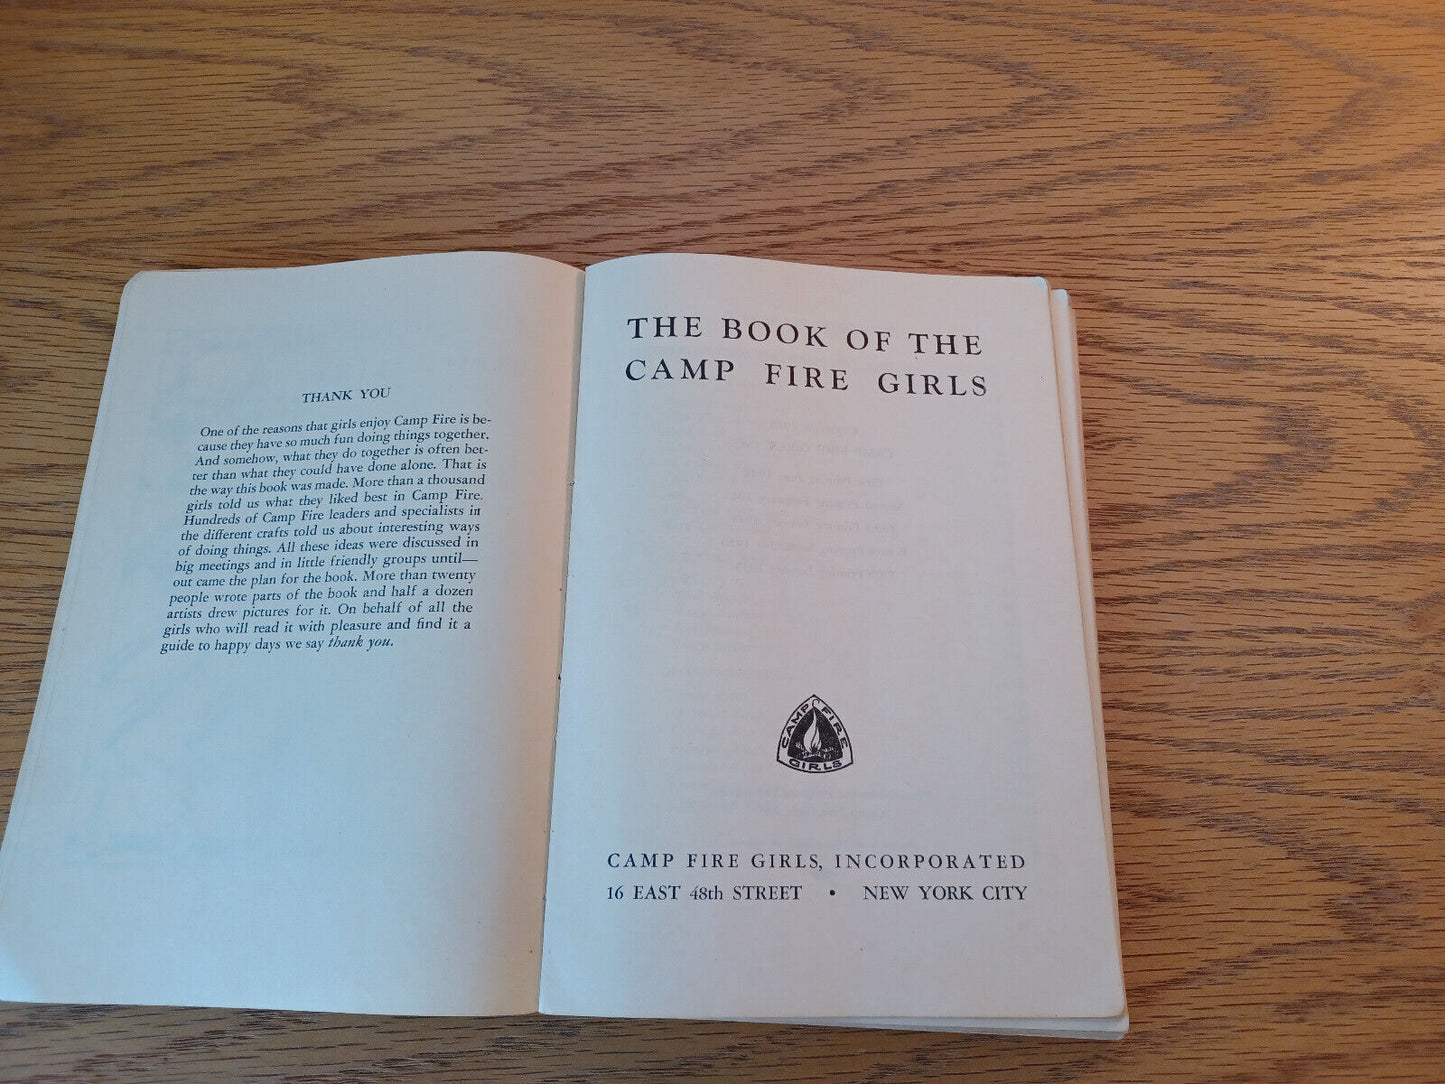 THANK YOU
One of the reasons that girls enjoy Camp Fire is be-
cause they have so much fun doing things together.
And somehow, what they do together is often bet-
ter than what they could have done alone. That is
the way this book was made. More than a thousand
girls told us what they liked best in Camp Fire.
Hundreds of Camp Fire leaders and specialists in
the different crafts told us about interesting ways
of doing things. All these ideas were discussed in
big meetings and in little friendly groups until—
out came the plan for the book. More than twenty
people wrote parts of the book and half a dozen
artists drew pictures for it. On behalf of all the
girls who will read it with pleasure and find it a
guide to happy days we say thank you.
THE BOOK OF THE
CAMP FIRE GIRLS
CAMP FIRE
GIRLS
CAMP FIRE GIRLS, INCORPORATED
16 EAST 48th STREET • NEW YORK CITY